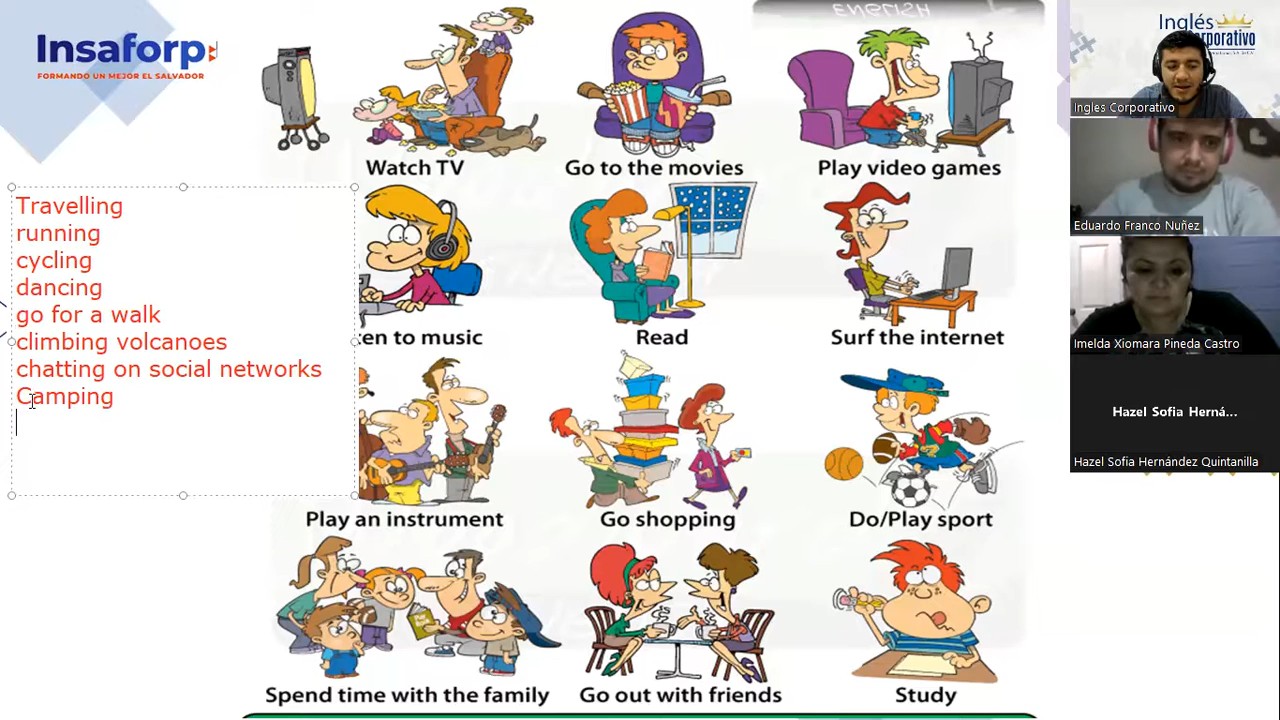 Insaforp
FORMANDO UN MEJOR EL SALVADOR
ENGLISH
Watch TV
Go to the movies
Play video games
Travelling
running
cycling
dancing
go for a walk
climbing volcanoes
chatting on social networks
Camping
ten to music
Read
Surf the internet
Play an instrument
Go shopping
Do/Play sport
Spend time with the family
Go out with friends
Study
Inglés
Corporativo
Ingles Corporativo
Eduardo Franco Nuñez
Imelda Xiomara Pineda Castro
Hazel Sofia Herná...
Hazel Sofia Hernández Quintanilla